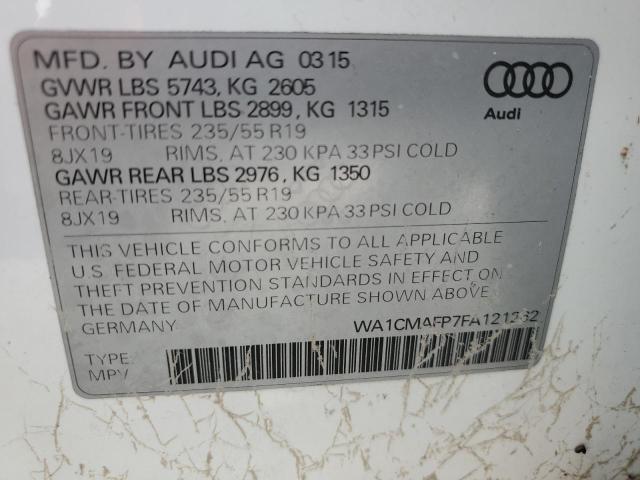 MFD. BY AUDI AG 0315
GVWR LBS 5743, KG 2605
GAWR FRONT LBS 2899, KG 1315
FRONT-TIRES 235/55 R19
8JX19 RIMS, AT 230 KPA 33 PSI COLD
GAWR REAR LBS 2976, KG 1350
REAR-TIRES 235/55 R19
8JX19 RIMS, AT 230 KPA 33 PSI COLD
Audi
THIS VEHICLE CONFORMS TO ALL APPLICABLE
U.S. FEDERAL MOTOR VEHICLE SAFETY AND
THEFT PREVENTION STANDARDS IN EFFECT ON
THE DATE OF MANUFACTURE SHOWN ABOVE.
GERMANY
TYPE:
MPV